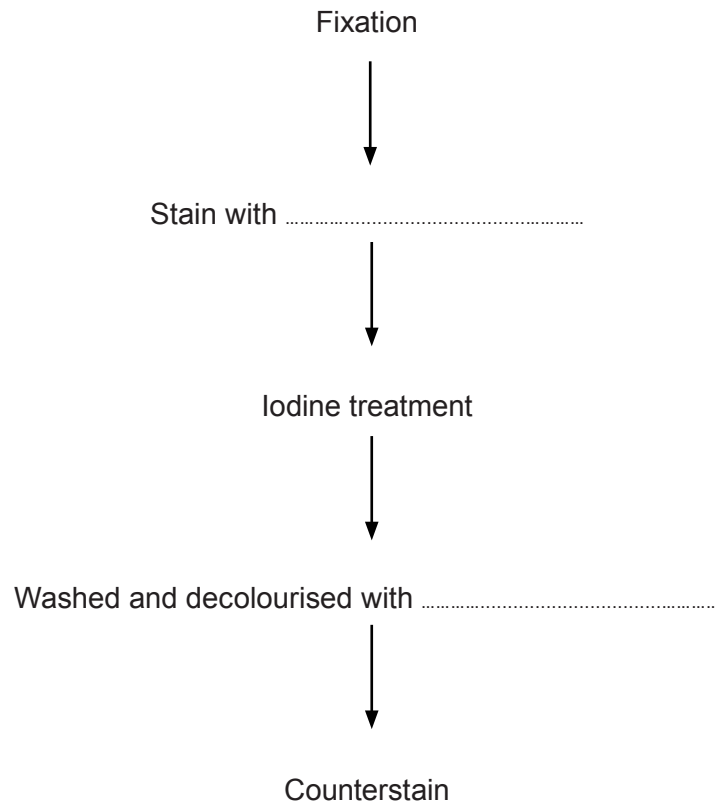 Fixation
Stain with ................................................
Iodine treatment
Washed and decolourised with ................................................
Counterstain